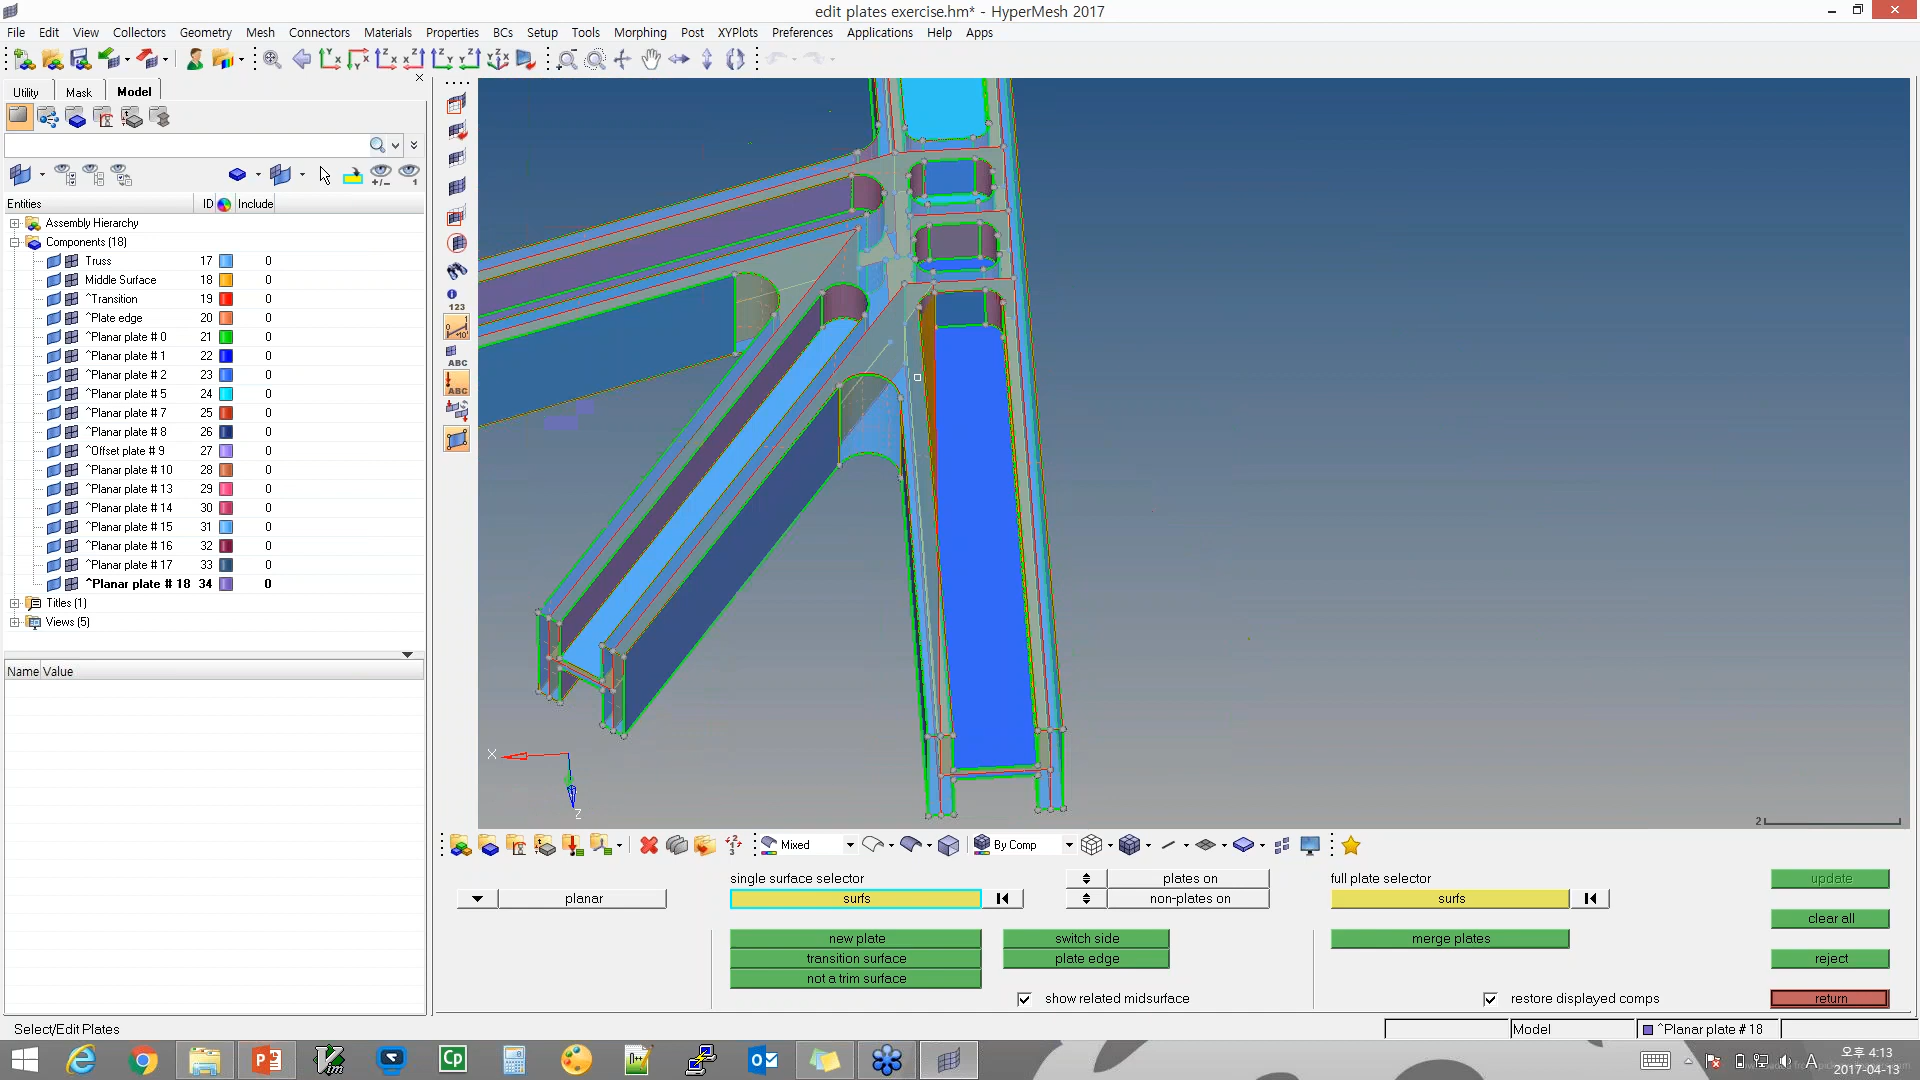 edit plates exercise.hm* - HyperMesh 2017
File Edit View Collectors Geometry Mesh Connectors Materials Properties BCs Setup Tools Morphing Post XYPlots Preferences Applications Help Apps
Utility Mask Model
Entities ID Include
Assembly Hierarchy
Components (18)
Truss 17 0
Middle Surface 18 0
^Transition 19 0
^Plate edge 20 0
^Planar plate # 0 21 0
^Planar plate # 1 22 0
^Planar plate # 2 23 0
^Planar plate # 5 24 0
^Planar plate # 7 25 0
^Planar plate # 8 26 0
^Offset plate # 9 27 0
^Planar plate # 10 28 0
^Planar plate # 13 29 0
^Planar plate # 14 30 0
^Planar plate # 15 31 0
^Planar plate # 16 32 0
^Planar plate # 17 33 0
^Planar plate # 18 34 0
Titles (1)
Views (5)
Name Value
123
ABC
ABC
X
Z
2
Mixed
By Comp
planar
single surface selector
surfs
new plate
transition surface
not a trim surface
plates on
non-plates on
switch side
plate edge
show related midsurface
full plate selector
surfs
merge plates
restore displayed comps
update
clear all
reject
return
Select/Edit Plates
Model
^Planar plate # 18
A
오후 4:13
2017-04-13